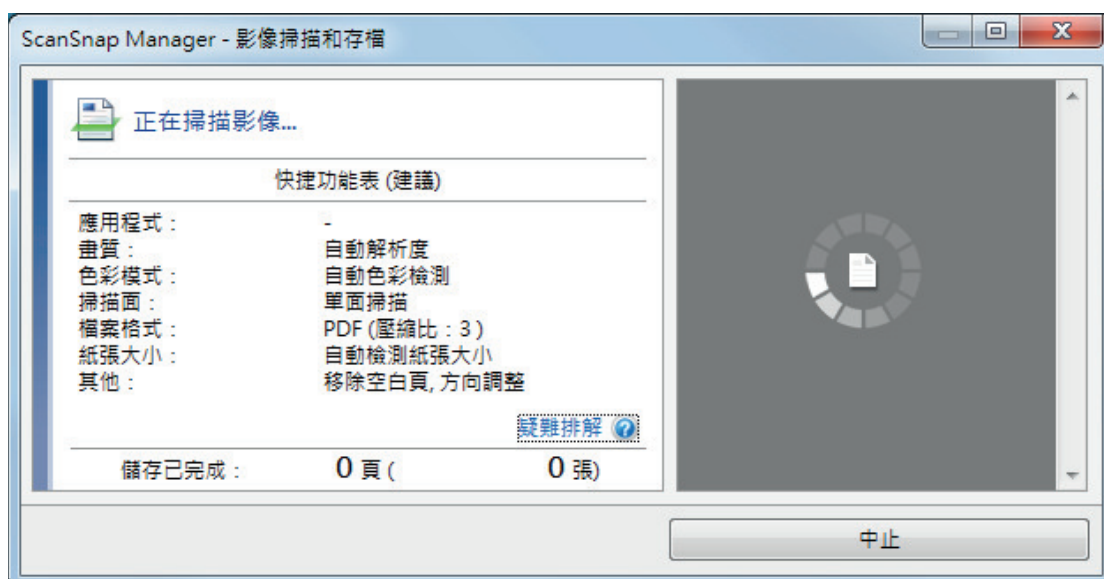 ScanSnap Manager - 影像掃描和存檔
正在掃描影像...
快捷功能表 (建議)
應用程式： -
畫質： 自動解析度
色彩模式： 自動色彩檢測
掃描面： 單面掃描
檔案格式： PDF (壓縮比：3 )
紙張大小： 自動檢測紙張大小
其他： 移除空白頁, 方向調整
疑難排解 ?
儲存已完成： 0 頁 ( 0 張)
中止